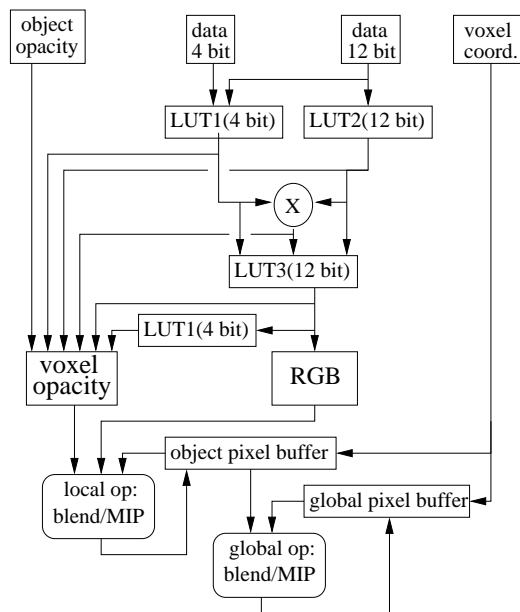 object
opacity
data
4 bit
data
12 bit
voxel
coord.
LUT1(4 bit)
LUT2(12 bit)
X
LUT3(12 bit)
LUT1(4 bit)
voxel
opacity
RGB
object pixel buffer
local op:
blend/MIP
global pixel buffer
global op:
blend/MIP